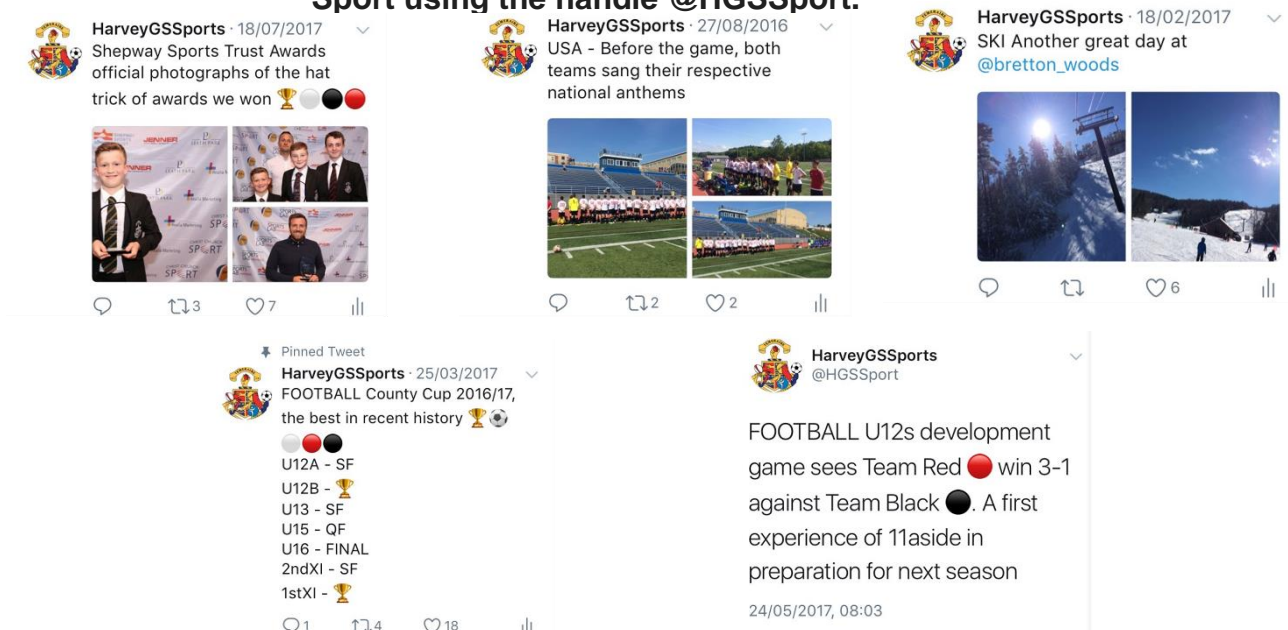 Sport using the handle @HGSSport.
HarveyGSSports · 18/07/2017
Shepway Sports Trust Awards
official photographs of the hat
trick of awards we won 🏆⚪⚫🔴
JENNER
3
7
HarveyGSSports · 27/08/2016
USA - Before the game, both
teams sang their respective
national anthems
2
2
HarveyGSSports · 18/02/2017
SKI Another great day at
@bretton_woods
6
Pinned Tweet
HarveyGSSports · 25/03/2017
FOOTBALL County Cup 2016/17,
the best in recent history 🏆⚽
⚪🔴⚫
U12A - SF
U12B - 🏆
U13 - SF
U15 - QF
U16 - FINAL
2ndXI - SF
1stXI - 🏆
1
4
18
HarveyGSSports
@HGSSport
FOOTBALL U12s development
game sees Team Red 🔴 win 3-1
against Team Black ⚫. A first
experience of 11aside in
preparation for next season
24/05/2017, 08:03